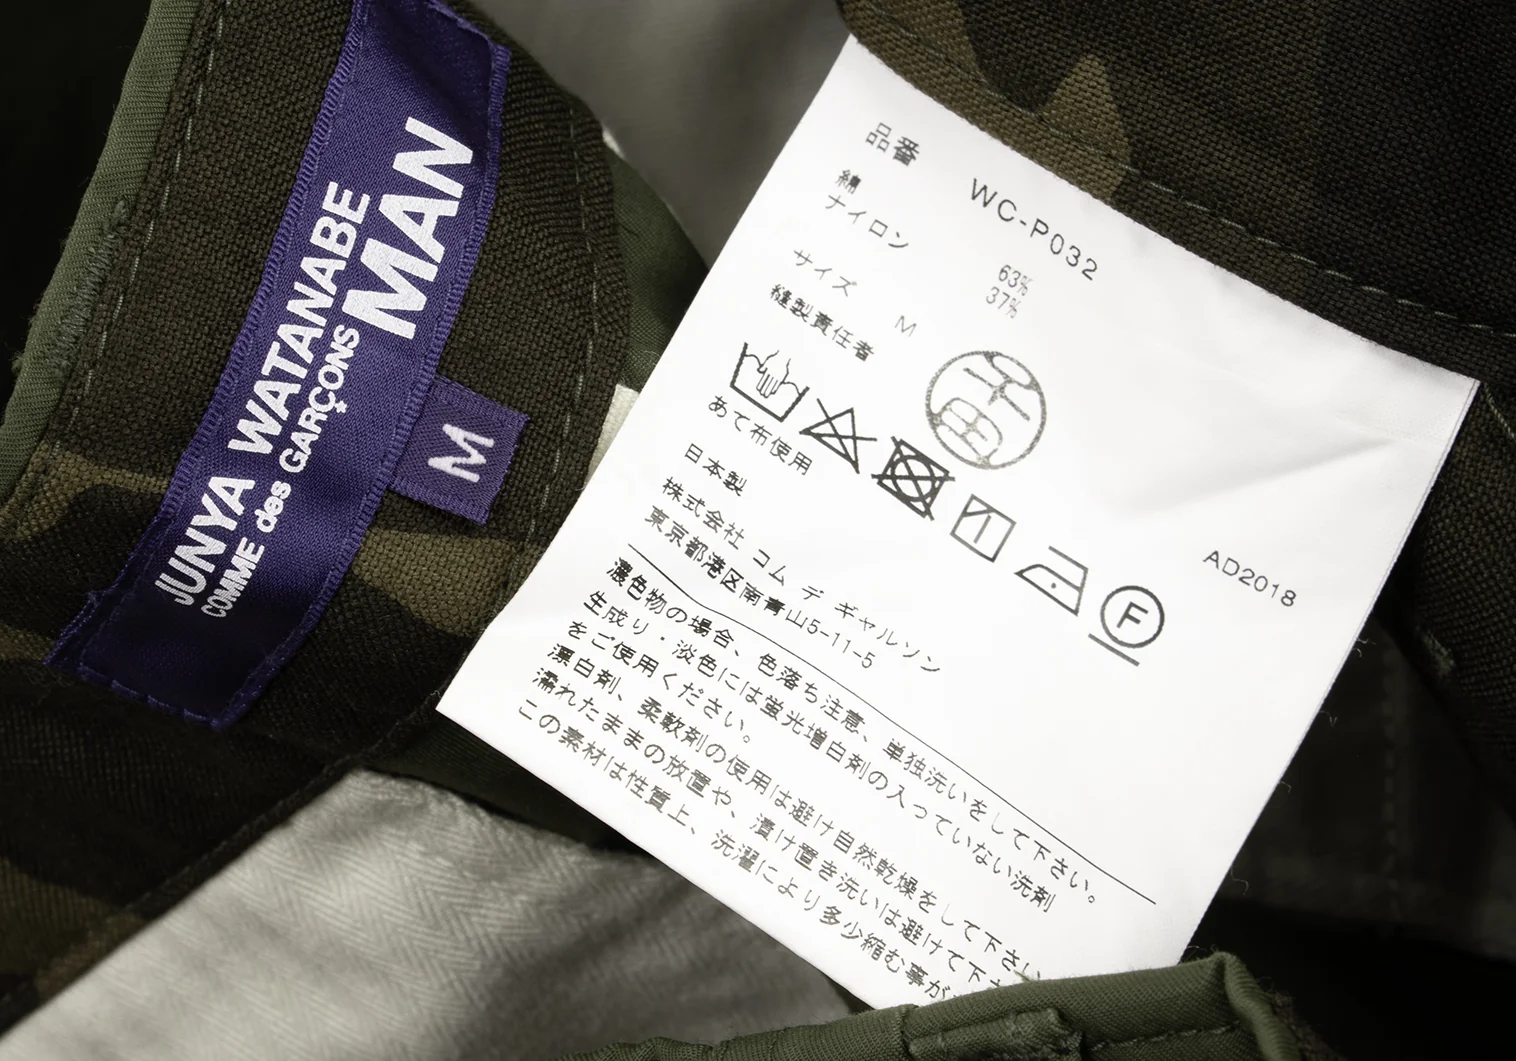 JUNYA WATANABE
COMME des GARÇONS
MAN
M
品番 WC-P032
綿 63%
ナイロン 37%
サイズ M
縫製責任者
あて布使用
F
日本製
AD2018
株式会社 コム デ ギャルソン
東京都港区南青山5-11-5
濃色物の場合、色落ち注意、単独洗いをして下さい。
生成り・淡色には蛍光増白剤の入っていない洗剤
をご使用ください。
漂白剤、柔軟剤の使用は避け自然乾燥をして下さい
濡れたままの放置や、漬け置き洗いは避けて下
この素材は性質上、洗濯により多少縮む事が